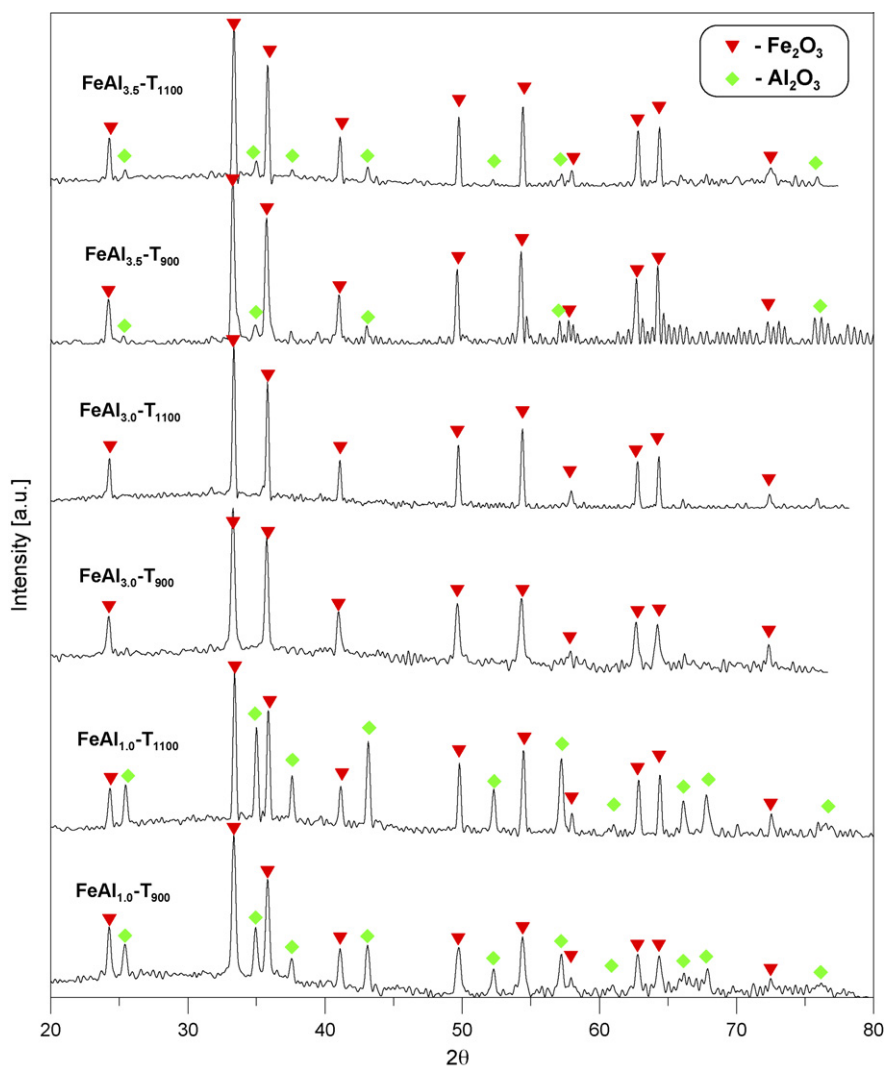 - Fe₂O₃
- Al₂O₃
FeAl₃.₅-T₁₁₀₀
FeAl₃.₅-T₉₀₀
FeAl₃.₀-T₁₁₀₀
FeAl₃.₀-T₉₀₀
FeAl₁.₀-T₁₁₀₀
FeAl₁.₀-T₉₀₀
Intensity [a.u.]
20 30 40 50 60 70 80
2θ